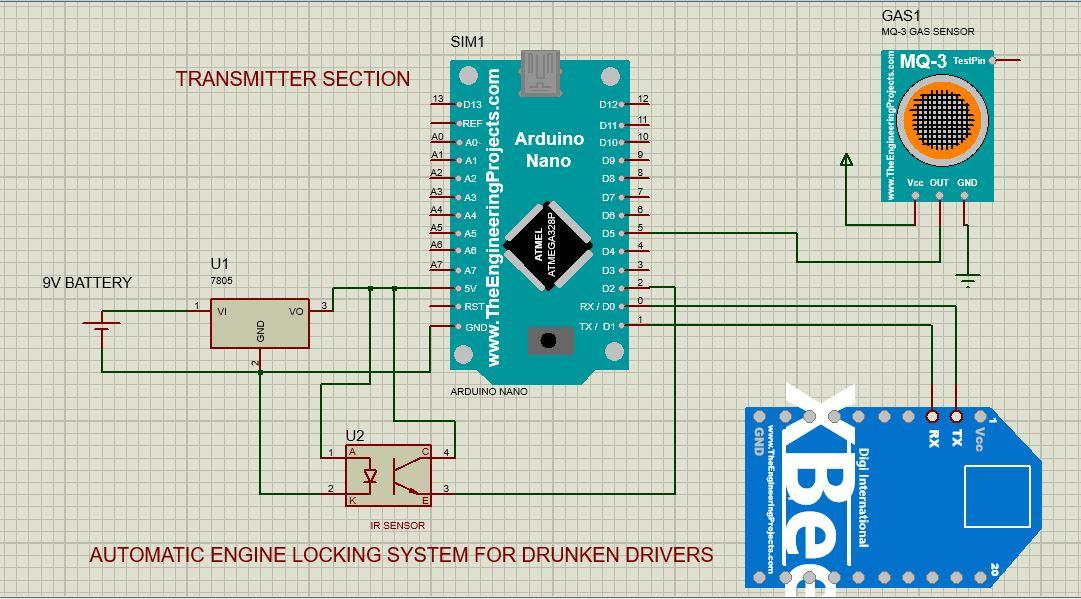 GAS1
MQ-3 GAS SENSOR
SIM1
TRANSMITTER SECTION
MQ-3 TestPin
www.TheEngineeringProjects.com
Vcc OUT GND
www.TheEngineeringProjects.com
Arduino
Nano
ATMEL
ATMEGA328P
13 D13
REF
A0 A0
A1 A1
A2 A2
A3 A3
A4 A4
A5 A5
A6 A6
A7 A7
5V
RST
GND
D12 12
D11 11
D10 10
D9 9
D8 8
D7 7
D6 6
D5 5
D4 4
D3 3
D2 2
RX / D0 0
TX / D1 1
ARDUINO NANO
9V BATTERY
U1
7805
1 VI VO 3
GND
2
U2
1 A C 4
2 K E 3
IR SENSOR
GND
www.TheEngineeringProjects.com
XBee
Digi International
RX
TX
Vcc
1
20
AUTOMATIC ENGINE LOCKING SYSTEM FOR DRUNKEN DRIVERS